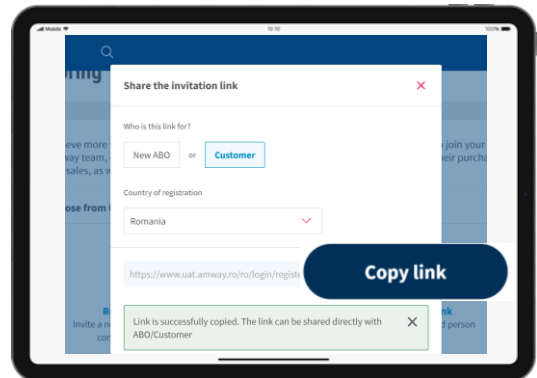 Mobile
10:10
100%
oring
Share the invitation link
Who is this link for?
New ABO or Customer
Country of registration
Romania
https://www.uat.amway.ro/ro/login/registe
Copy link
Link is successfully copied. The link can be shared directly with
ABO/Customer
eve more
way team,
sales, as w
ose from t
join your
eir purcha
R
Invite a n
con
nk
d person